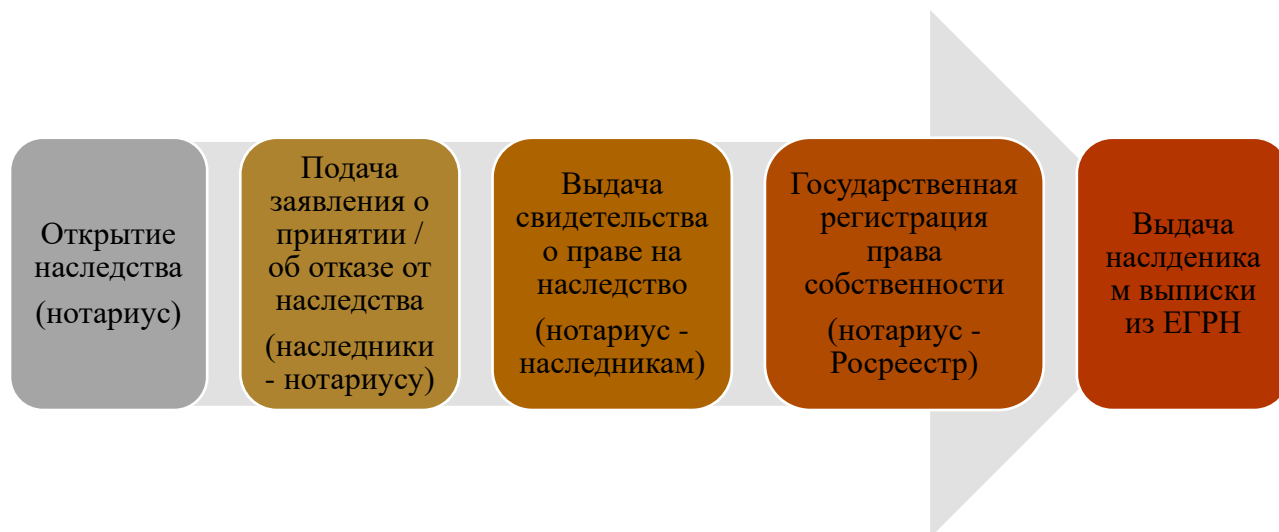 Открытие
наследства
(нотариус)
Подача
заявления о
принятии /
об отказе от
наследства
(наследники
- нотариусу)
Выдача
свидетельства
о праве на
наследство
(нотариус -
наследникам)
Государственная
регистрация
права
собственности
(нотариус -
Росреестр)
Выдача
наслденика
м выписки
из ЕГРН